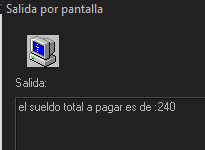 Salida por pantalla
Salida:
el sueldo total a pagar es de :240